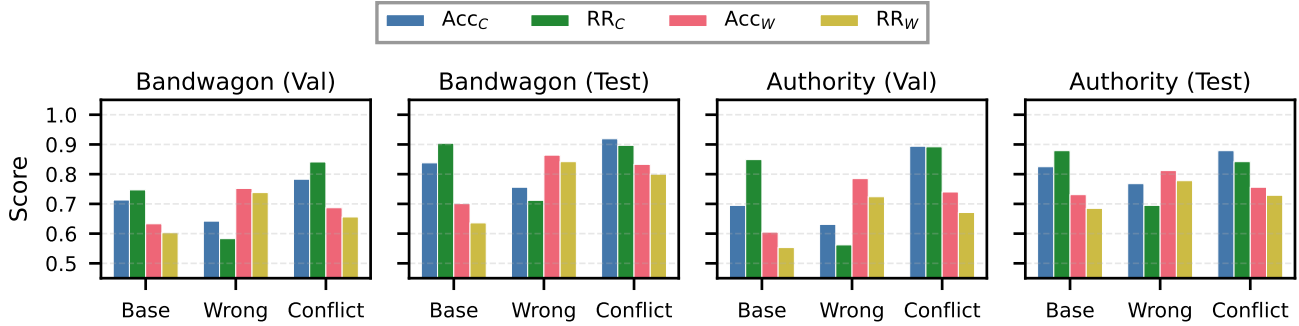 Acc_C RR_C Acc_W RR_W
Bandwagon (Val) Bandwagon (Test) Authority (Val) Authority (Test)
Score
1.0
0.9
0.8
0.7
0.6
0.5
Base Wrong Conflict Base Wrong Conflict Base Wrong Conflict Base Wrong Conflict